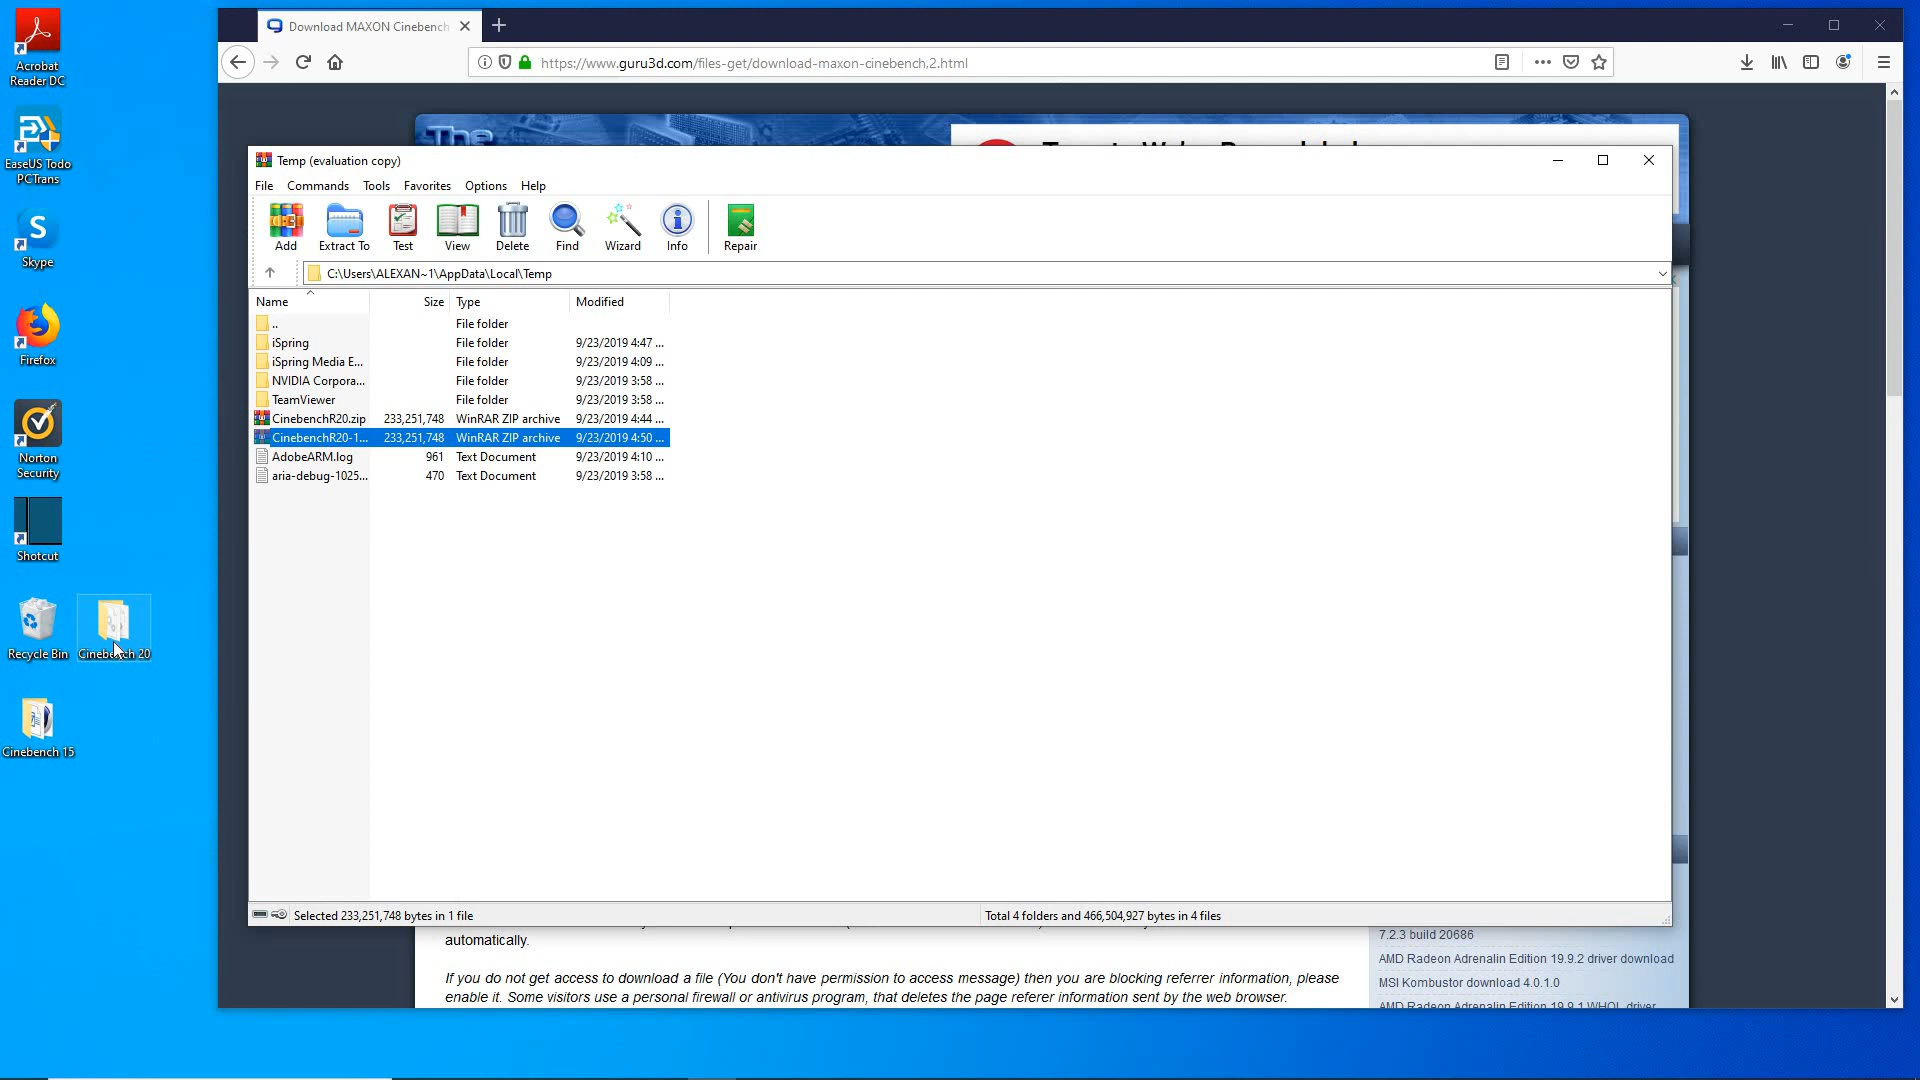 Acrobat
Reader DC
EaseUS Todo
PCTrans
Skype
Firefox
Norton
Security
Shotcut
Recycle Bin
Cinebench 20
Cinebench 15
Download MAXON Cinebench
https://www.guru3d.com/files-get/download-maxon-cinebench,2.html
The
Temp (evaluation copy)
File Commands Tools Favorites Options Help
Add Extract To Test View Delete Find Wizard Info Repair
C:\Users\ALEXAN~1\AppData\Local\Temp
Name Size Type Modified
.. File folder
iSpring File folder 9/23/2019 4:47 ...
iSpring Media E... File folder 9/23/2019 4:09 ...
NVIDIA Corpora... File folder 9/23/2019 3:58 ...
TeamViewer File folder 9/23/2019 3:58 ...
CinebenchR20.zip 233,251,748 WinRAR ZIP archive 9/23/2019 4:44 ...
CinebenchR20-1... 233,251,748 WinRAR ZIP archive 9/23/2019 4:50 ...
AdobeARM.log 961 Text Document 9/23/2019 4:10 ...
aria-debug-1025... 470 Text Document 9/23/2019 3:58 ...
Selected 233,251,748 bytes in 1 file
Total 4 folders and 466,504,927 bytes in 4 files
automatically.
If you do not get access to download a file (You don't have permission to access message) then you are blocking referrer information, please
enable it. Some visitors use a personal firewall or antivirus program, that deletes the page referer information sent by the web browser.
7.2.3 build 20686
AMD Radeon Adrenalin Edition 19.9.2 driver download
MSI Kombustor download 4.0.1.0
AMD Radeon Adrenalin Edition 19.9.1 WHQL driver